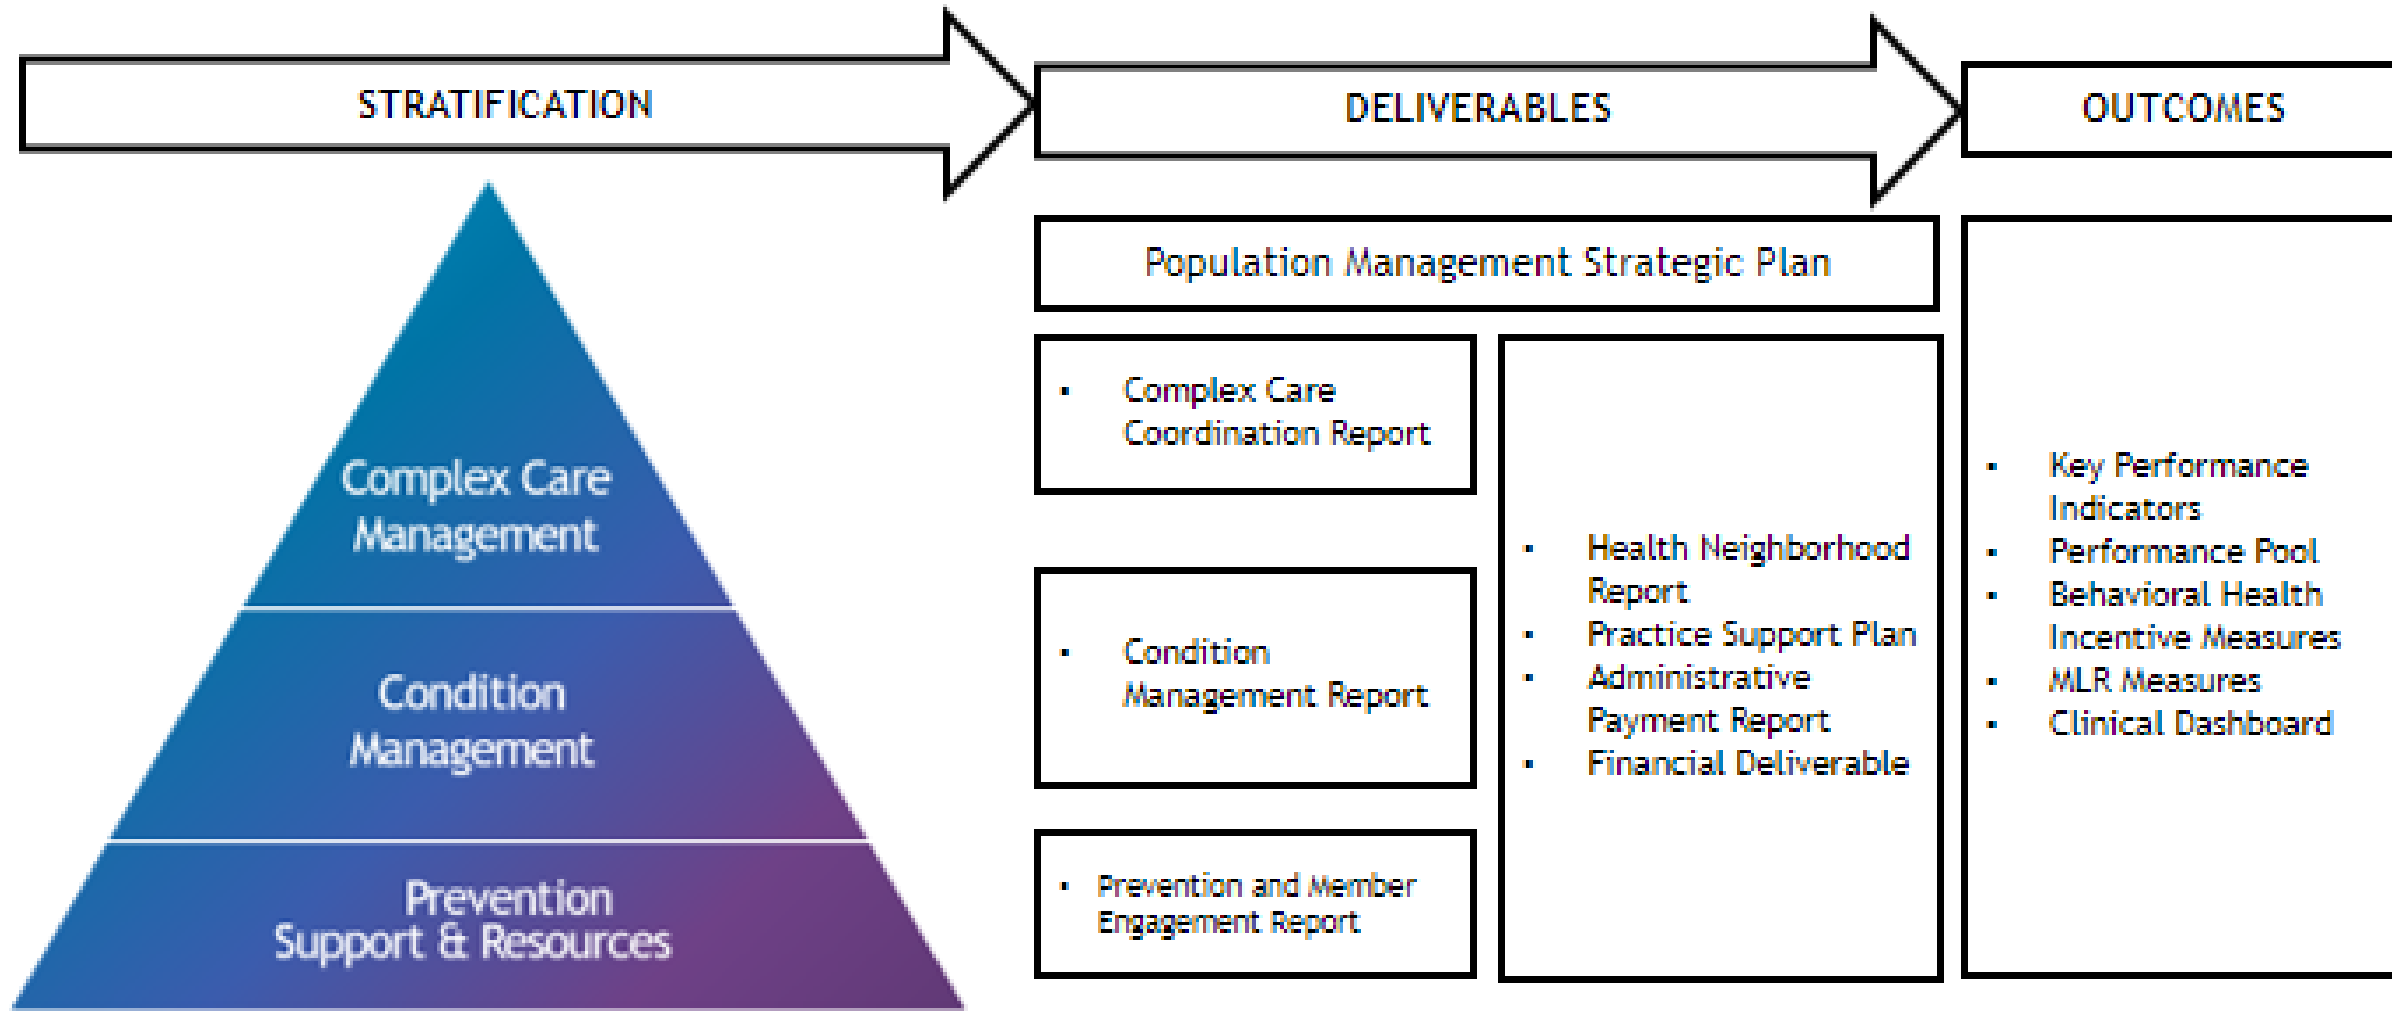 STRATIFICATION
DELIVERABLES
OUTCOMES
Complex Care
Management
Condition
Management
Prevention
Support & Resources
Population Management Strategic Plan
▪ Complex Care
Coordination Report
▪ Condition
Management Report
▪ Prevention and Member
Engagement Report
▪ Health Neighborhood
Report
▪ Practice Support Plan
▪ Administrative
Payment Report
▪ Financial Deliverable
▪ Key Performance
Indicators
▪ Performance Pool
▪ Behavioral Health
Incentive Measures
▪ MLR Measures
▪ Clinical Dashboard